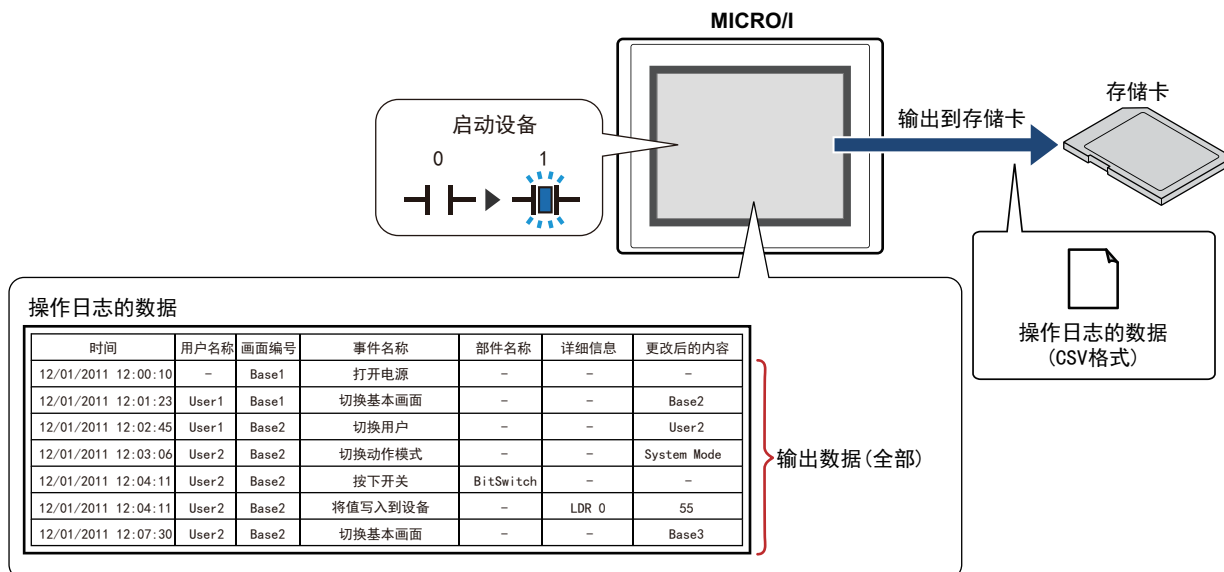 MICRO/I
启动设备
0 1
输出到存储卡
存储卡
操作日志的数据
(CSV格式)
操作日志的数据
时间 用户名称 画面编号 事件名称 部件名称 详细信息 更改后的内容
12/01/2011 12:00:10 - Base1 打开电源 - - -
12/01/2011 12:01:23 User1 Base1 切换基本画面 - - Base2
12/01/2011 12:02:45 User1 Base2 切换用户 - - User2
12/01/2011 12:03:06 User2 Base2 切换动作模式 - - System Mode
12/01/2011 12:04:11 User2 Base2 按下开关 BitSwitch - -
12/01/2011 12:04:11 User2 Base2 将值写入到设备 - LDR 0 55
12/01/2011 12:07:30 User2 Base2 切换基本画面 - - Base3
输出数据(全部)